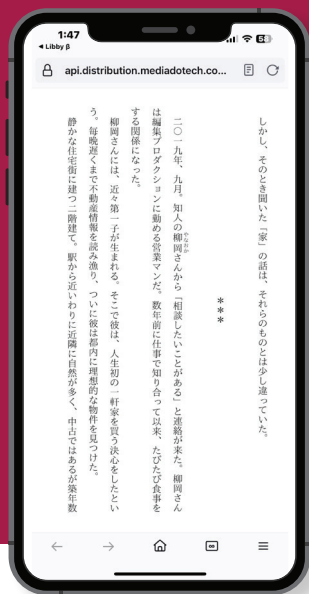 1:47
◂ Libby β
58
api.distribution.mediadotech.co...
しかし、そのとき聞いた「家」の話は、それらのものとは少し違っていた。
***
二〇一九年、九月。知人の柳岡さんから「相談したいことがある」と連絡が来た。柳岡さん
やなおか
は編集プロダクションに勤める営業マンだ。数年前に仕事で知り合って以来、たびたび食事を
する関係になった。
柳岡さんには、近々第一子が生まれる。そこで彼は、人生初の一軒家を買う決心をしたとい
う。毎晩遅くまで不動産情報を読み漁り、ついに彼は都内に理想的な物件を見つけた。
静かな住宅街に建つ二階建て。駅から近いわりに近隣に自然が多く、中古ではあるが築年数